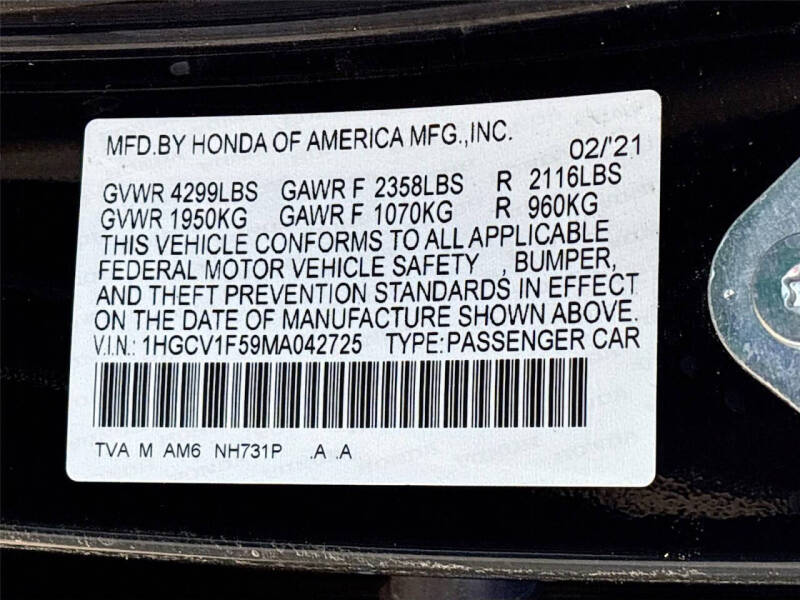 MFD.BY HONDA OF AMERICA MFG.,INC. 02/'21
GVWR 4299LBS GAWR F 2358LBS R 2116LBS
GVWR 1950KG GAWR F 1070KG R 960KG
THIS VEHICLE CONFORMS TO ALL APPLICABLE
FEDERAL MOTOR VEHICLE SAFETY , BUMPER,
AND THEFT PREVENTION STANDARDS IN EFFECT
ON THE DATE OF MANUFACTURE SHOWN ABOVE.
V.I.N.: 1HGCV1F59MA042725 TYPE:PASSENGER CAR
TVA M AM6 NH731P .A .A